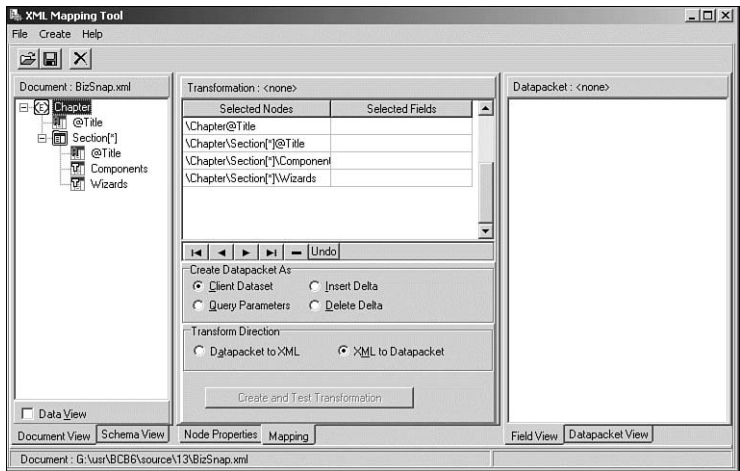 XML Mapping Tool
File Create Help
Document : BizSnap.xml
Chapter
@Title
Section[*]
@Title
Components
Wizards
Data View
Document View Schema View
Transformation : <none>
Selected Nodes Selected Fields
\Chapter@Title
\Chapter\Section[*]@Title
\Chapter\Section[*]\Component
\Chapter\Section[*]\Wizards
Undo
Create Datapacket As
Client Dataset Insert Delta
Query Parameters Delete Delta
Transform Direction
Datapacket to XML XML to Datapacket
Create and Test Transformation
Node Properties Mapping
Datapacket : <none>
Field View Datapacket View
Document : G:\usr\BCB6\source\13\BizSnap.xml